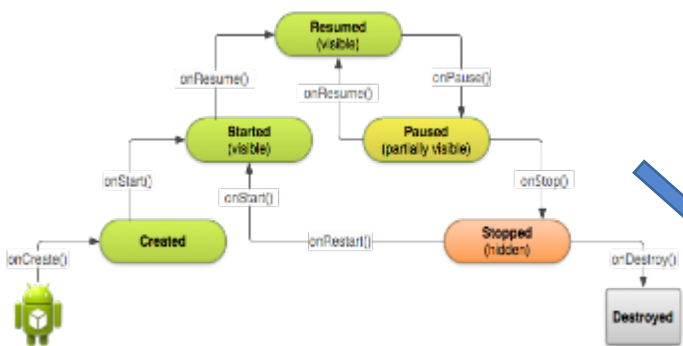 Resumed
(visible)
onResume()
onResume()
onPause()
Started
(visible)
Paused
(partially visible)
onStart()
onStart()
onStop()
Created
onRestart()
Stopped
(hidden)
onCreate()
onDestroy()
Destroyed